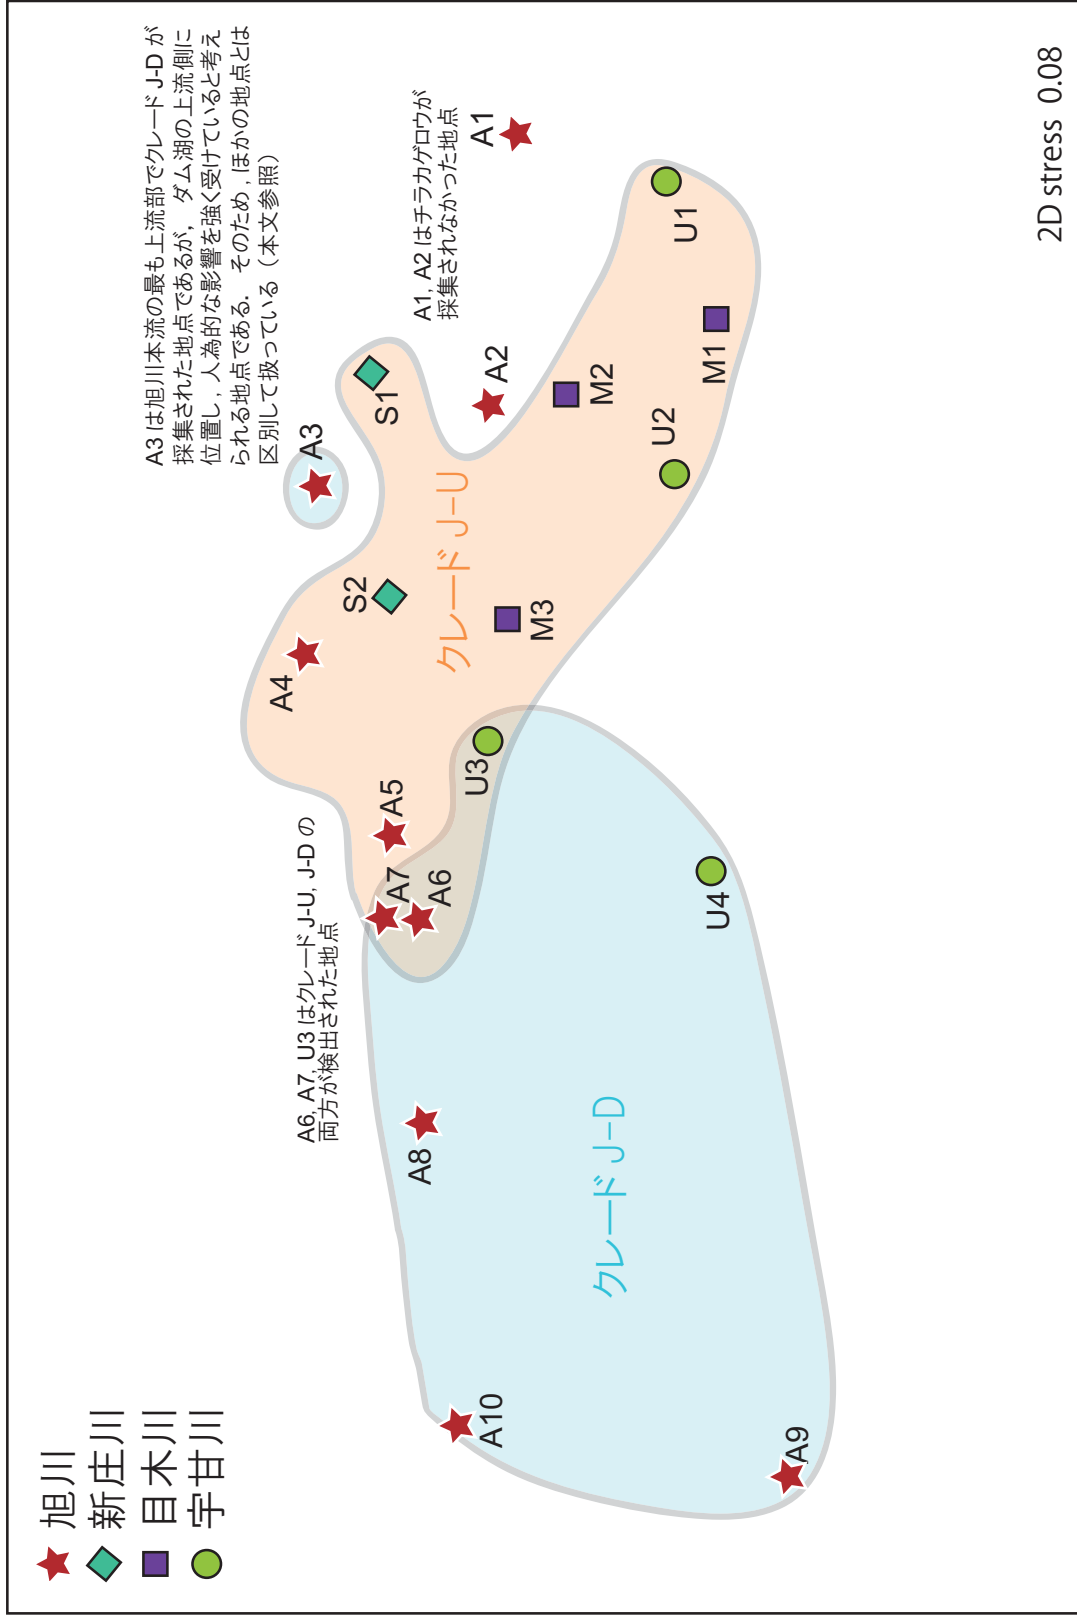 旭川
新庄川
目木川
宇甘川
A3 は旭川本流の最も上流部でクレード J-D が
採集された地点であるが，ダム湖の上流側に
位置し，人為的な影響を強く受けていると考え
られる地点である．そのため，ほかの地点とは
区別して扱っている（本文参照）
A6, A7, U3 はクレード J-U, J-D の
両方が検出された地点
A1, A2 はチラカゲロウが
採集されなかった地点
A4
A3
S2
S1
A1
A2
A5
A7
A6
U3
M3
M2
U2
M1
U1
U4
A8
A10
A9
クレード J-U
クレード J-D
2D stress 0.08